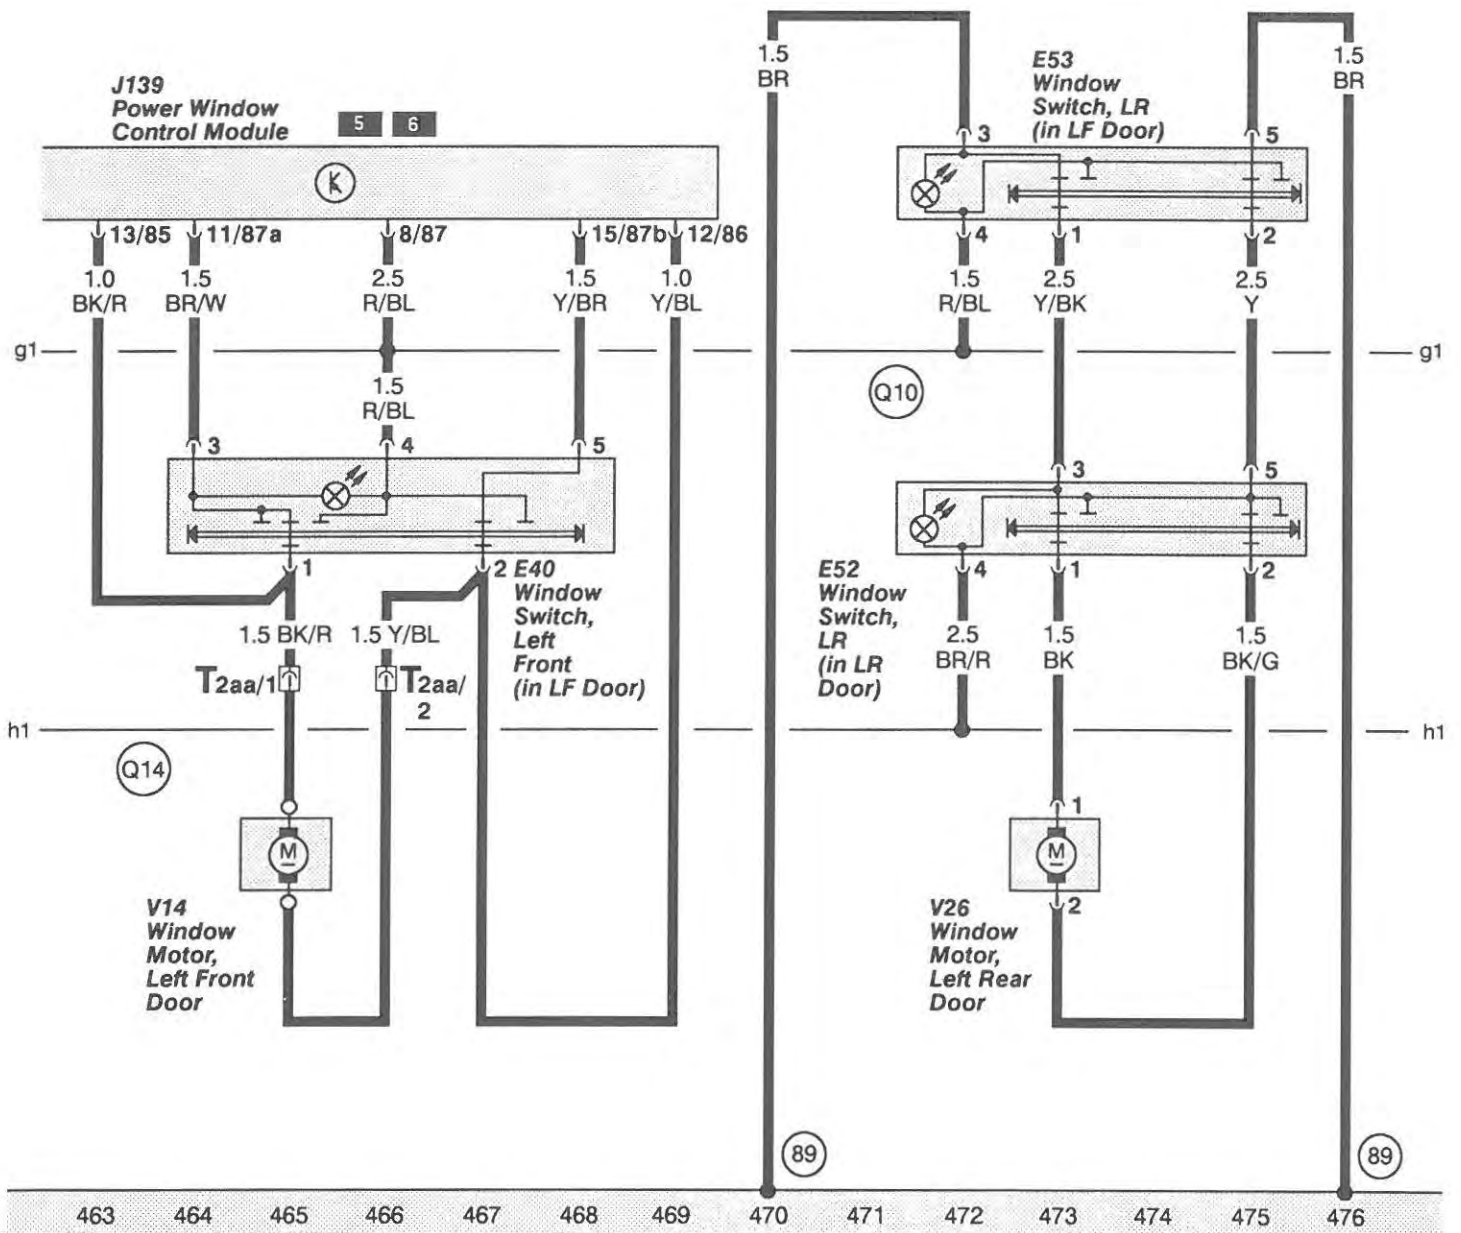 1.5
BR
E53
Window
Switch, LR
(in LF Door)
1.5
BR
J139
Power Window
Control Module
5 6
3
5
K
13/85
11/87a
8/87
15/87b
12/86
4
1
2
1.0
BK/R
1.5
BR/W
2.5
R/BL
1.5
Y/BR
1.0
Y/BL
1.5
R/BL
2.5
Y/BK
2.5
Y
g1
g1
1.5
R/BL
Q10
3
4
5
3
5
1
2
E40
Window
Switch,
Left
Front
(in LF Door)
E52
Window
Switch,
LR
(in LR
Door)
4
1
2
1.5 BK/R
1.5 Y/BL
2.5
BR/R
1.5
BK
1.5
BK/G
T2aa/1
T2aa/
2
h1
h1
Q14
1
M
M
2
V14
Window
Motor,
Left Front
Door
V26
Window
Motor,
Left Rear
Door
89
89
463 464 465 466 467 468 469 470 471 472 473 474 475 476